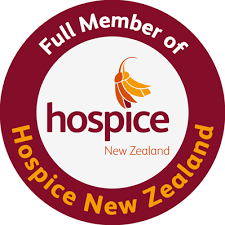 Full Member of
hospice
New Zealand
Hospice New Zealand